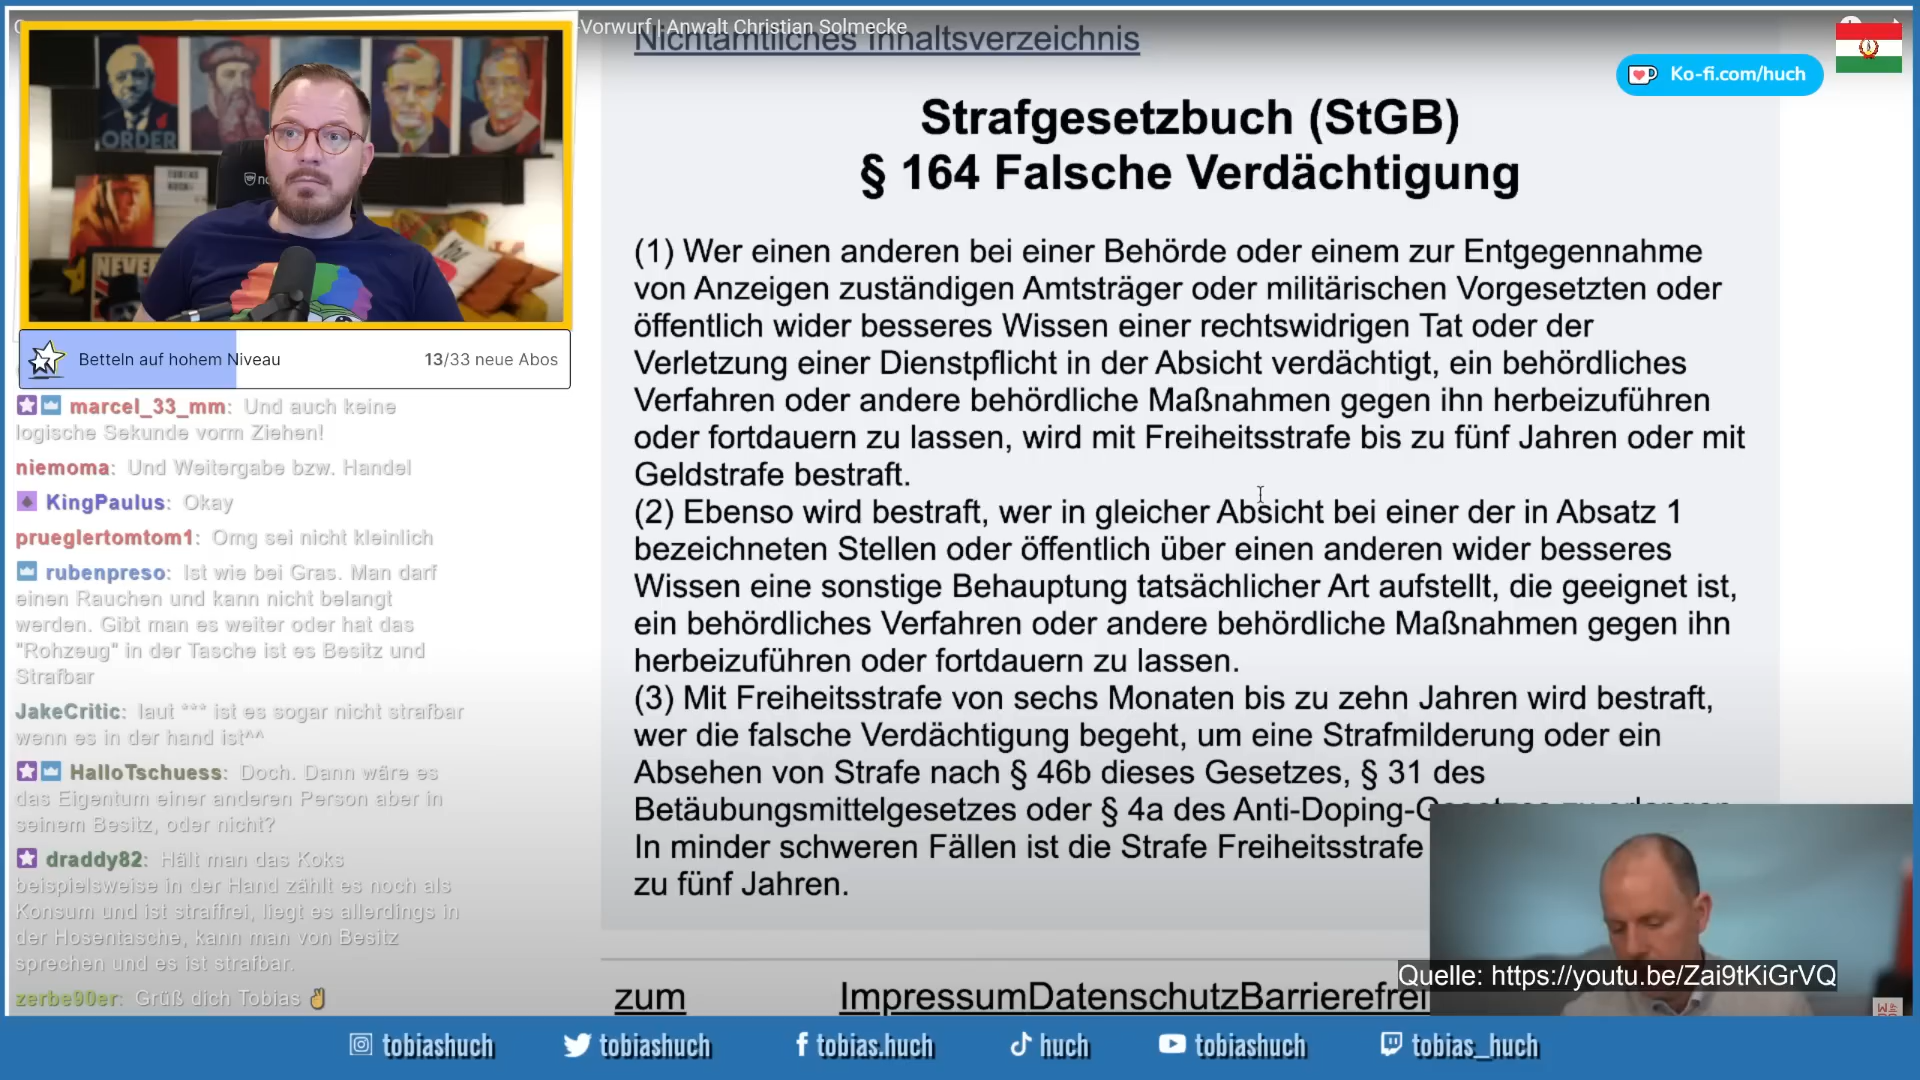 -Vorwurf | Anwalt Christian Solmecke
Nichtamtliches Inhaltsverzeichnis
Ko-fi.com/huch
Strafgesetzbuch (StGB)
§ 164 Falsche Verdächtigung
(1) Wer einen anderen bei einer Behörde oder einem zur Entgegennahme
von Anzeigen zuständigen Amtsträger oder militärischen Vorgesetzten oder
öffentlich wider besseres Wissen einer rechtswidrigen Tat oder der
Verletzung einer Dienstpflicht in der Absicht verdächtigt, ein behördliches
Verfahren oder andere behördliche Maßnahmen gegen ihn herbeizuführen
oder fortdauern zu lassen, wird mit Freiheitsstrafe bis zu fünf Jahren oder mit
Geldstrafe bestraft.
(2) Ebenso wird bestraft, wer in gleicher Absicht bei einer der in Absatz 1
bezeichneten Stellen oder öffentlich über einen anderen wider besseres
Wissen eine sonstige Behauptung tatsächlicher Art aufstellt, die geeignet ist,
ein behördliches Verfahren oder andere behördliche Maßnahmen gegen ihn
herbeizuführen oder fortdauern zu lassen.
(3) Mit Freiheitsstrafe von sechs Monaten bis zu zehn Jahren wird bestraft,
wer die falsche Verdächtigung begeht, um eine Strafmilderung oder ein
Absehen von Strafe nach § 46b dieses Gesetzes, § 31 des
Betäubungsmittelgesetzes oder § 4a des Anti-Doping-Gesetzes zu erlangen.
In minder schweren Fällen ist die Strafe Freiheitsstrafe
zu fünf Jahren.
zum ImpressumDatenschutzBarrierefrei
Quelle: https://youtu.be/Zai9tKiGrVQ
ORDER
NEVER
Betteln auf hohem Niveau 13/33 neue Abos
marcel_33_mm: Und auch keine
logische Sekunde vorm Ziehen!
niemoma: Und Weitergabe bzw. Handel
KingPaulus: Okay
prueglertomtom1: Omg sei nicht kleinlich
rubenpreso: Ist wie bei Gras. Man darf
einen Rauchen und kann nicht belangt
werden. Gibt man es weiter oder hat das
"Rohzeug" in der Tasche ist es Besitz und
Strafbar
JakeCritic: laut *** ist es sogar nicht strafbar
wenn es in der hand ist^^
HalloTschuess: Doch. Dann wäre es
das Eigentum einer anderen Person aber in
seinem Besitz, oder nicht?
draddy82: Hält man das Koks
beispielsweise in der Hand zählt es noch als
Konsum und ist straffrei, liegt es allerdings in
der Hosentasche, kann man von Besitz
sprechen und es ist strafbar.
zerbe90er: Grüß dich Tobias ✌
tobiashuch tobiashuch tobias.huch huch tobiashuch tobias_huch